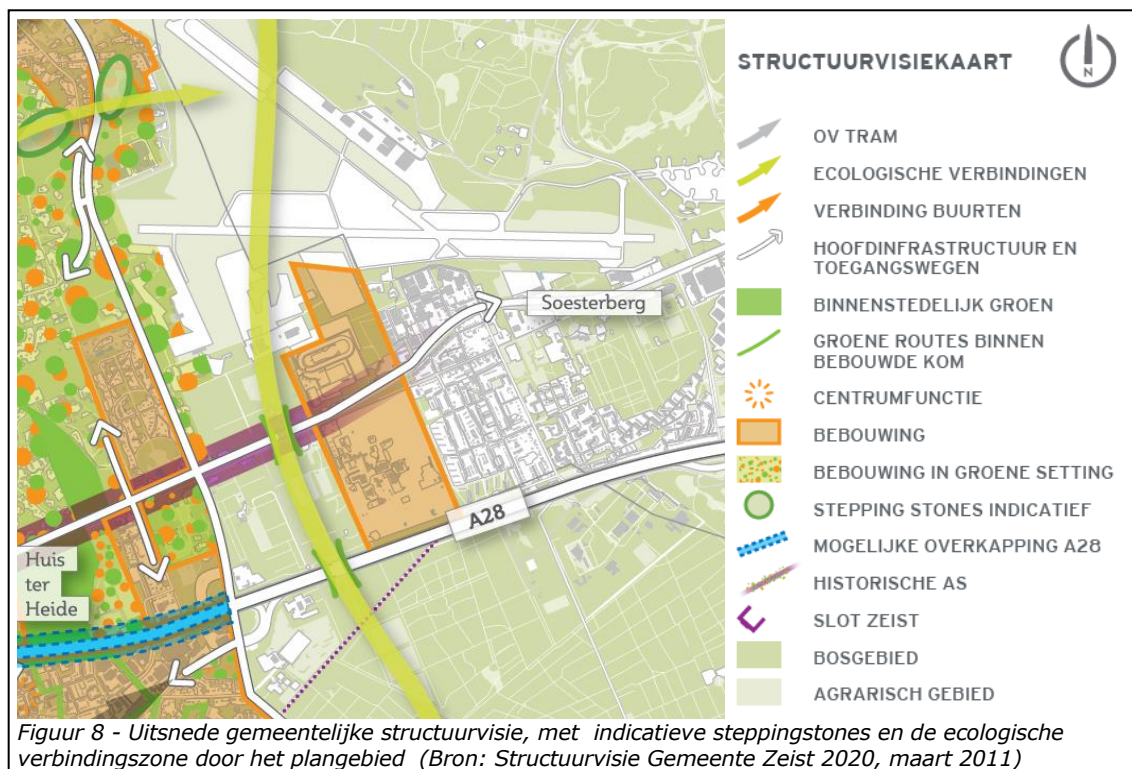 STRUCTUURVISIEKAART
N
OV TRAM
ECOLOGISCHE VERBINDINGEN
VERBINDING BUURTEN
HOOFDINFRASTRUCTUUR EN
TOEGANGSWEGEN
BINNENSTEDELIJK GROEN
GROENE ROUTES BINNEN
BEBOUWDE KOM
CENTRUMFUNCTIE
BEBOUWING
BEBOUWING IN GROENE SETTING
STEPPING STONES INDICATIEF
MOGELIJKE OVERKAPPING A28
HISTORISCHE AS
SLOT ZEIST
BOSGEBIED
AGRARISCH GEBIED
Soesterberg
A28
Huis
ter
Heide
Figuur 8 - Uitsnede gemeentelijke structuurvisie, met indicatieve steppingstones en de ecologische
verbindingszone door het plangebied (Bron: Structuurvisie Gemeente Zeist 2020, maart 2011)